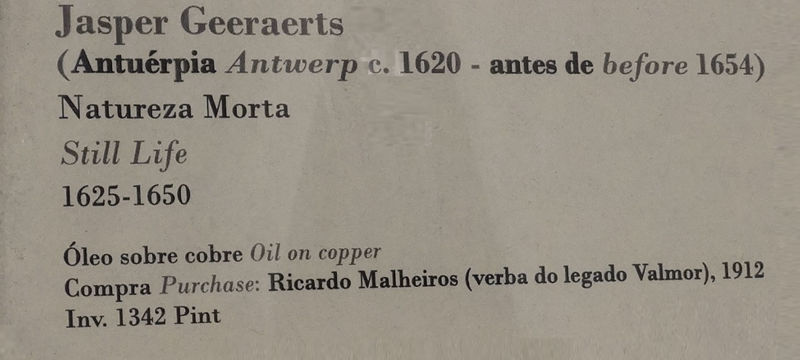 Jasper Geeraerts
(Antuérpia Antwerp c. 1620 - antes de before 1654)
Natureza Morta
Still Life
1625-1650
Óleo sobre cobre Oil on copper
Compra Purchase: Ricardo Malheiros (verba do legado Valmor), 1912
Inv. 1342 Pint